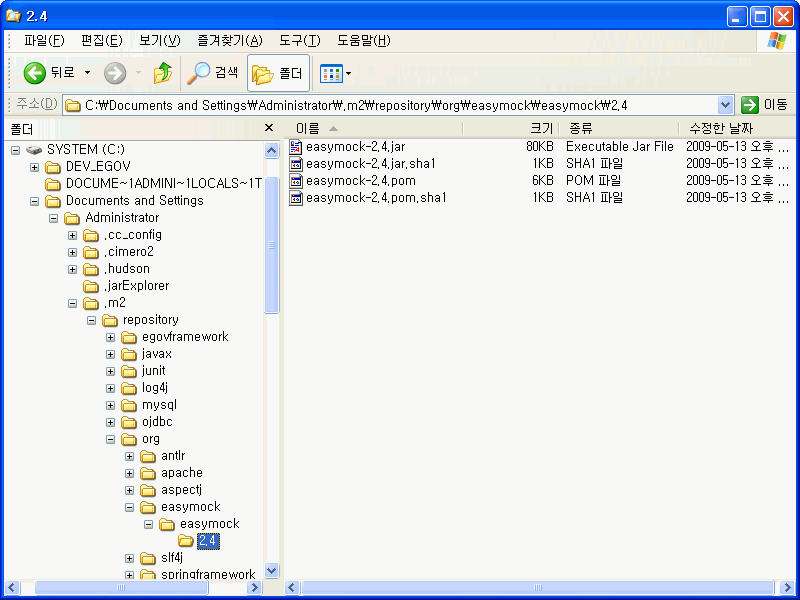 2.4
파일(F) 편집(E) 보기(V) 즐겨찾기(A) 도구(T) 도움말(H)
뒤로 검색 폴더
주소(D) C:₩Documents and Settings₩Administrator₩.m2₩repository₩org₩easymock₩easymock₩2.4 이동
폴더
SYSTEM (C:)
DEV_EGOV
DOCUME~1ADMINI~1LOCALS~1T
Documents and Settings
Administrator
.cc_config
.cimero2
.hudson
.jarExplorer
.m2
repository
egovframework
javax
junit
log4j
mysql
ojdbc
org
antlr
apache
aspectj
easymock
easymock
2.4
slf4j
springframework
이름 크기 종류 수정한 날짜
easymock-2.4.jar 80KB Executable Jar File 2009-05-13 오후 ...
easymock-2.4.jar.sha1 1KB SHA1 파일 2009-05-13 오후 ...
easymock-2.4.pom 6KB POM 파일 2009-05-13 오후 ...
easymock-2.4.pom.sha1 1KB SHA1 파일 2009-05-13 오후 ...